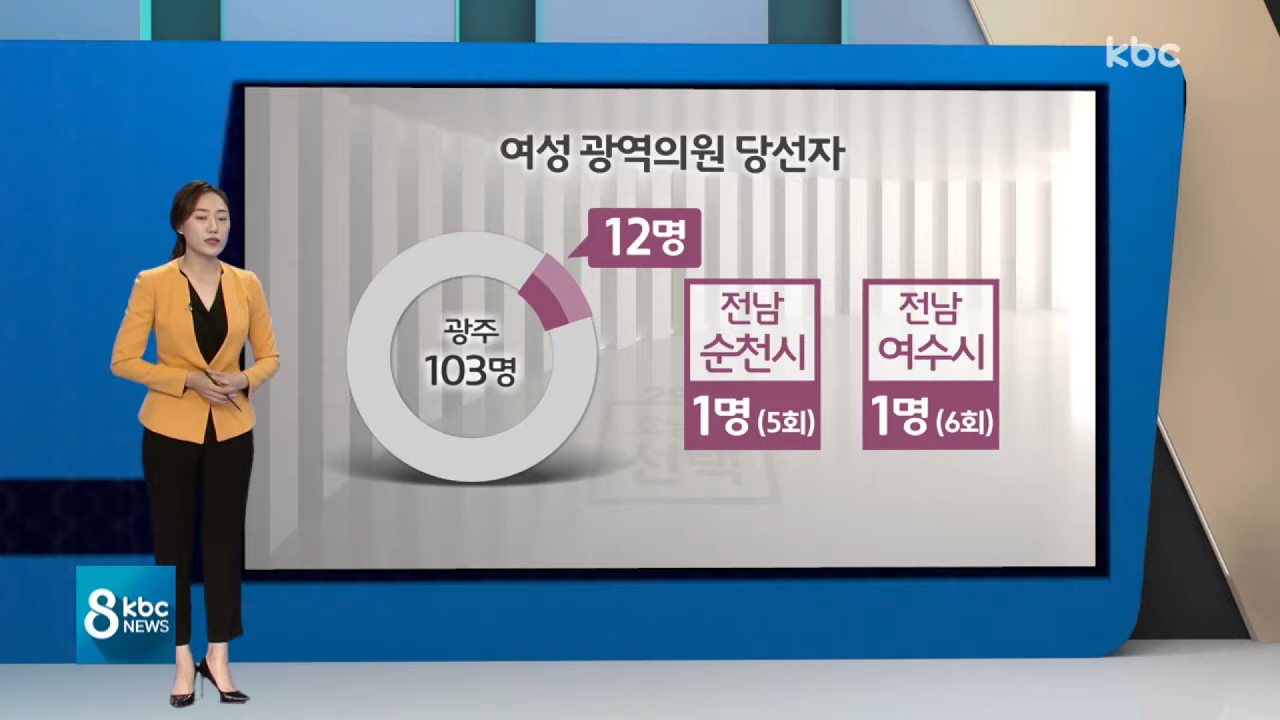 kbc
여성 광역의원 당선자
12명
광주
103명
전남
순천시
1명 (5회)
전남
여수시
1명 (6회)
8 kbc
NEWS